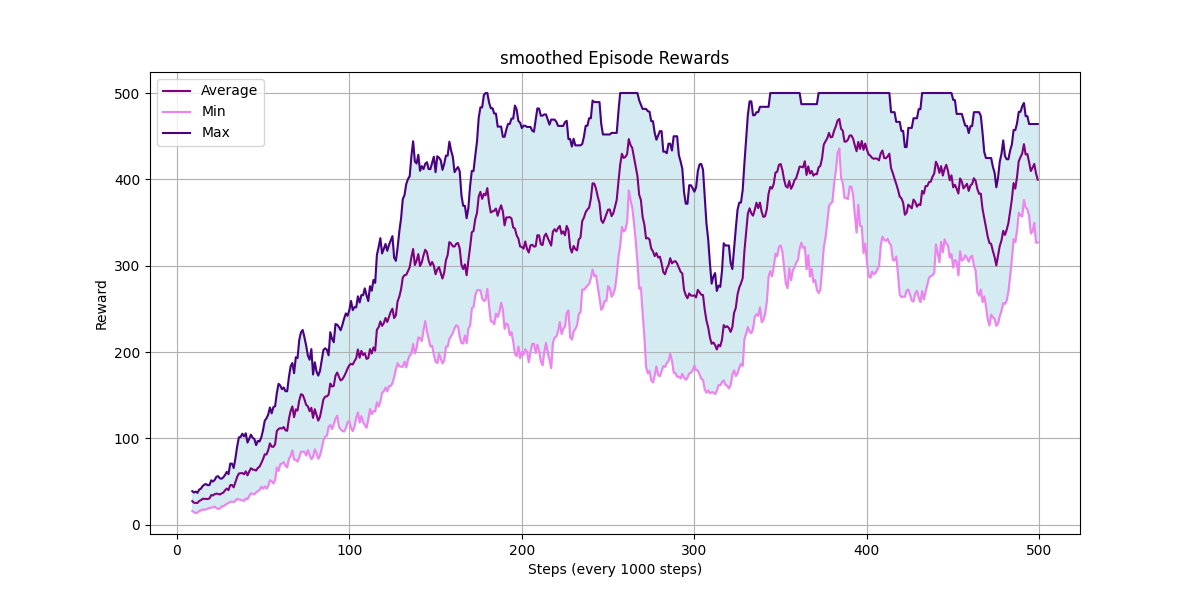 smoothed Episode Rewards
Average
Min
Max
Reward
500
400
300
200
100
0
0 100 200 300 400 500
Steps (every 1000 steps)